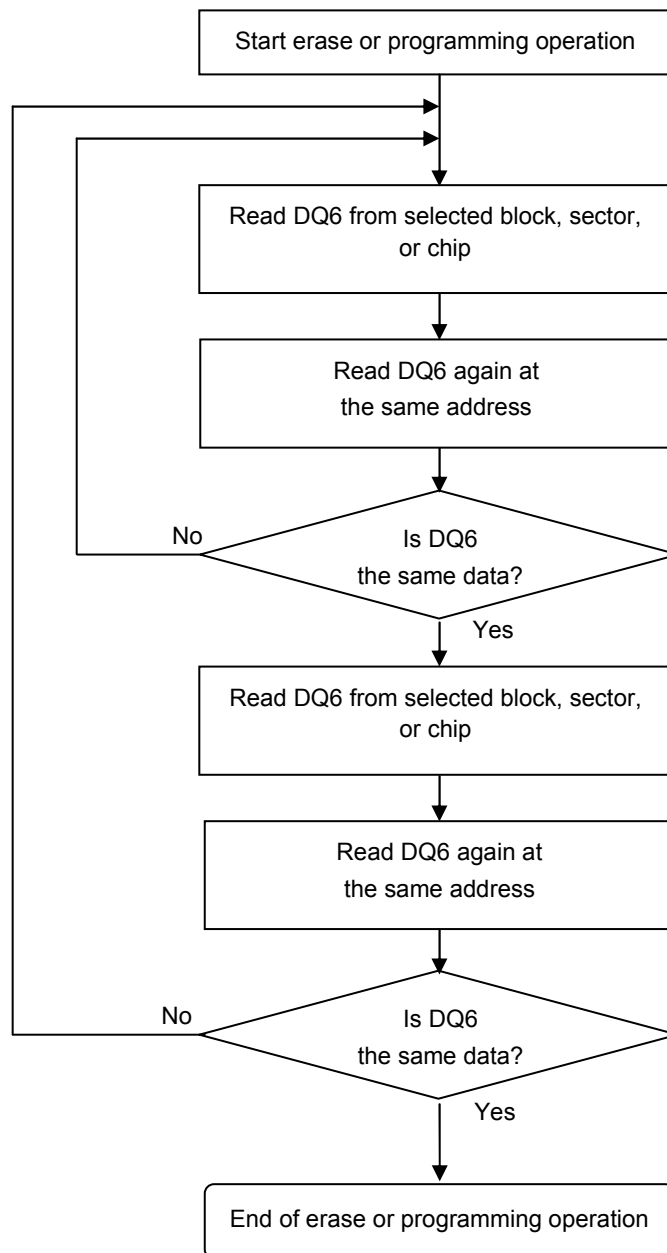 Start erase or programming operation
Read DQ6 from selected block, sector,
or chip
Read DQ6 again at
the same address
No
Is DQ6
the same data?
Yes
Read DQ6 from selected block, sector,
or chip
Read DQ6 again at
the same address
No
Is DQ6
the same data?
Yes
End of erase or programming operation